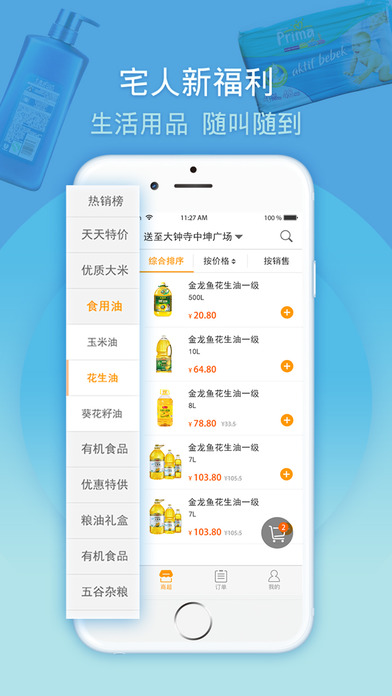 Prima
aktif bebek
宅人新福利
生活用品 随叫随到
热销榜
天天特价
优质大米
食用油
玉米油
花生油
葵花籽油
有机食品
优惠特供
粮油礼盒
有机食品
五谷杂粮
11:27 AM
100 %
送至大钟寺中坤广场
综合排序
按价格
按销售
金龙鱼花生油一级
500L
¥20.80
金龙鱼花生油一级
10L
¥64.80
金龙鱼花生油一级
8L
¥78.80 ¥33.5
金龙鱼花生油一级
7L
¥103.80 ¥105.5
金龙鱼花生油一级
7L
¥103.80 ¥105.5
2
商品
订单
我的